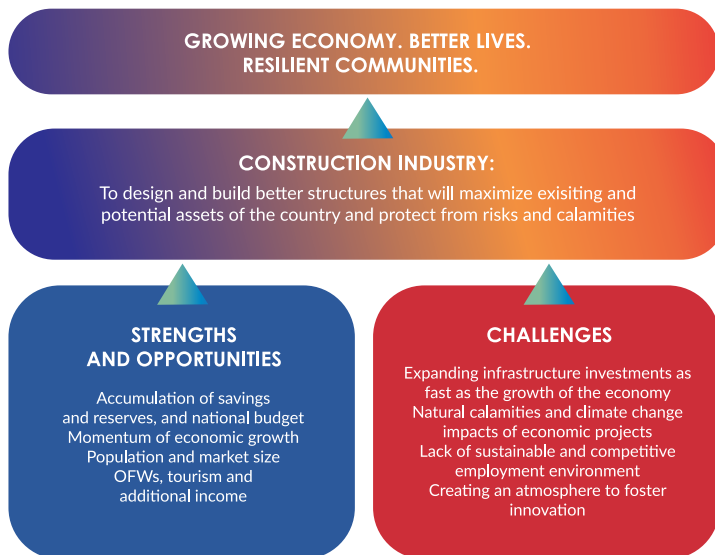 GROWING ECONOMY. BETTER LIVES.
RESILIENT COMMUNITIES.
CONSTRUCTION INDUSTRY:
To design and build better structures that will maximize exisiting and
potential assets of the country and protect from risks and calamities
STRENGTHS
AND OPPORTUNITIES
Accumulation of savings
and reserves, and national budget
Momentum of economic growth
Population and market size
OFWs, tourism and
additional income
CHALLENGES
Expanding infrastructure investments as
fast as the growth of the economy
Natural calamities and climate change
impacts of economic projects
Lack of sustainable and competitive
employment environment
Creating an atmosphere to foster
innovation